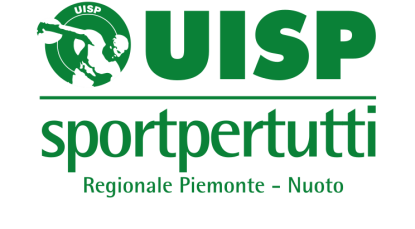 UISP
UISP
sportpertutti
Regionale Piemonte - Nuoto